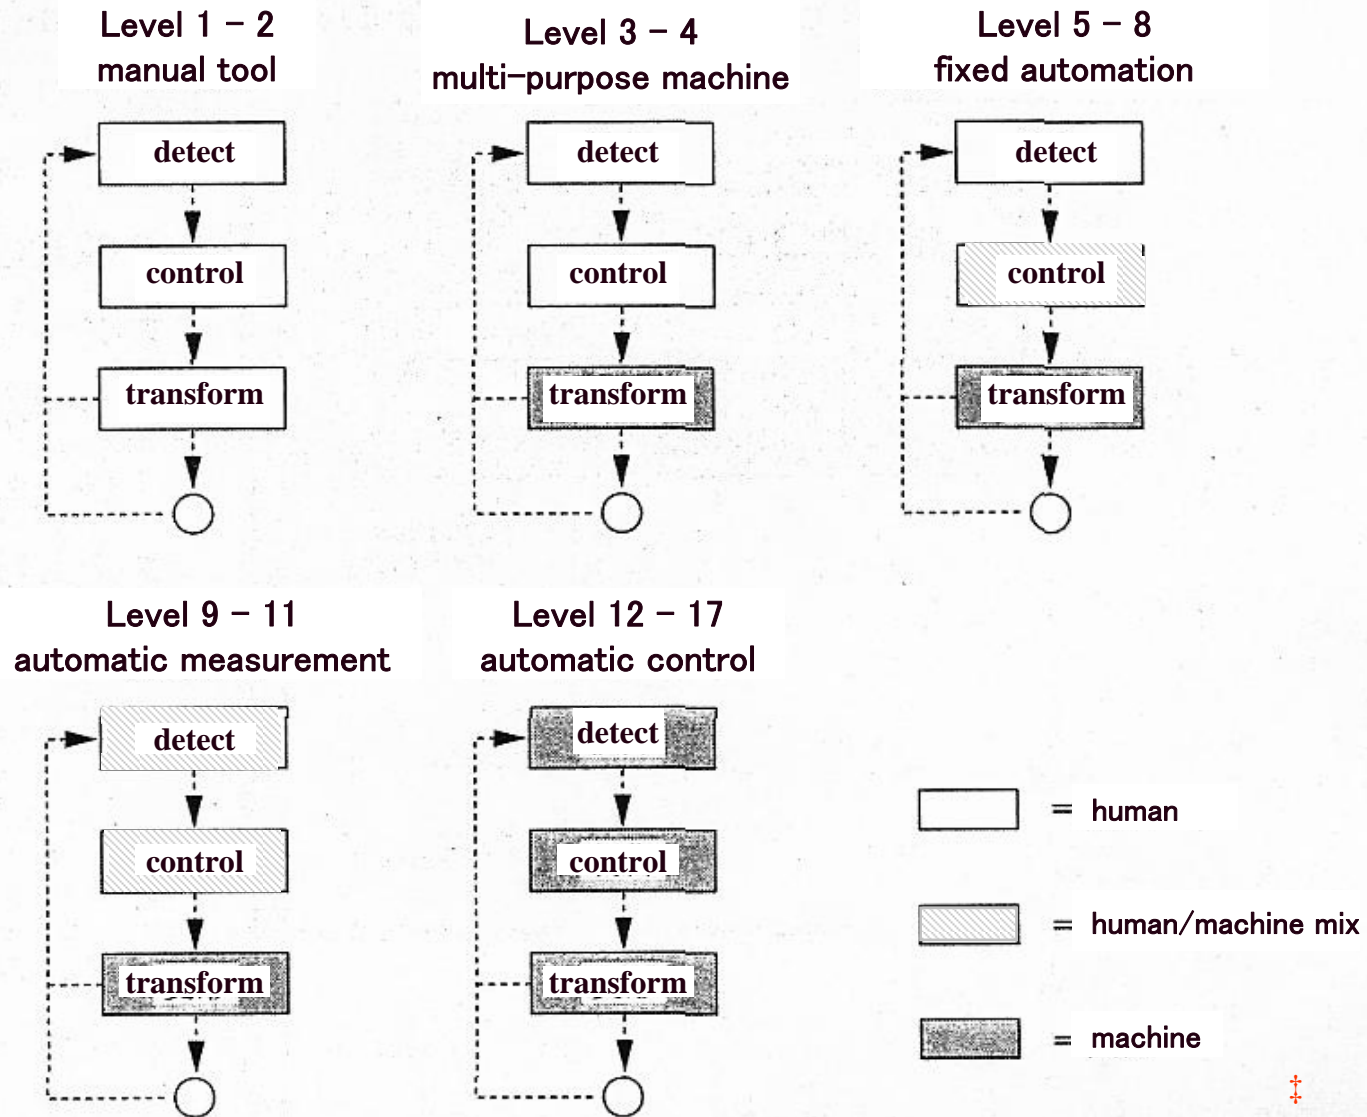 Level 1 - 2
manual tool
detect
control
transform
Level 3 - 4
multi-purpose machine
detect
control
transform
Level 5 - 8
fixed automation
detect
control
transform
Level 9 - 11
automatic measurement
detect
control
transform
Level 12 - 17
automatic control
detect
control
transform
= human
= human/machine mix
= machine
‡